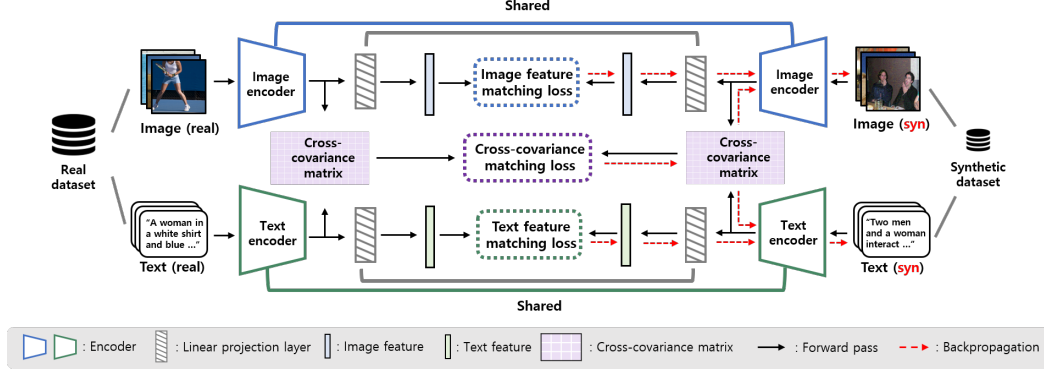 Shared
Image
encoder
Image feature
matching loss
Image
encoder
Image (real)
Image (syn)
Real
dataset
Cross-
covariance
matrix
Cross-covariance
matching loss
Cross-
covariance
matrix
Synthetic
dataset
"A woman in
a white shirt
and blue ..."
Text (real)
Text
encoder
Text feature
matching loss
Text
encoder
"Two men
and a woman
interact ..."
Text (syn)
Shared
: Encoder
: Linear projection layer
: Image feature
: Text feature
: Cross-covariance matrix
: Forward pass
: Backpropagation